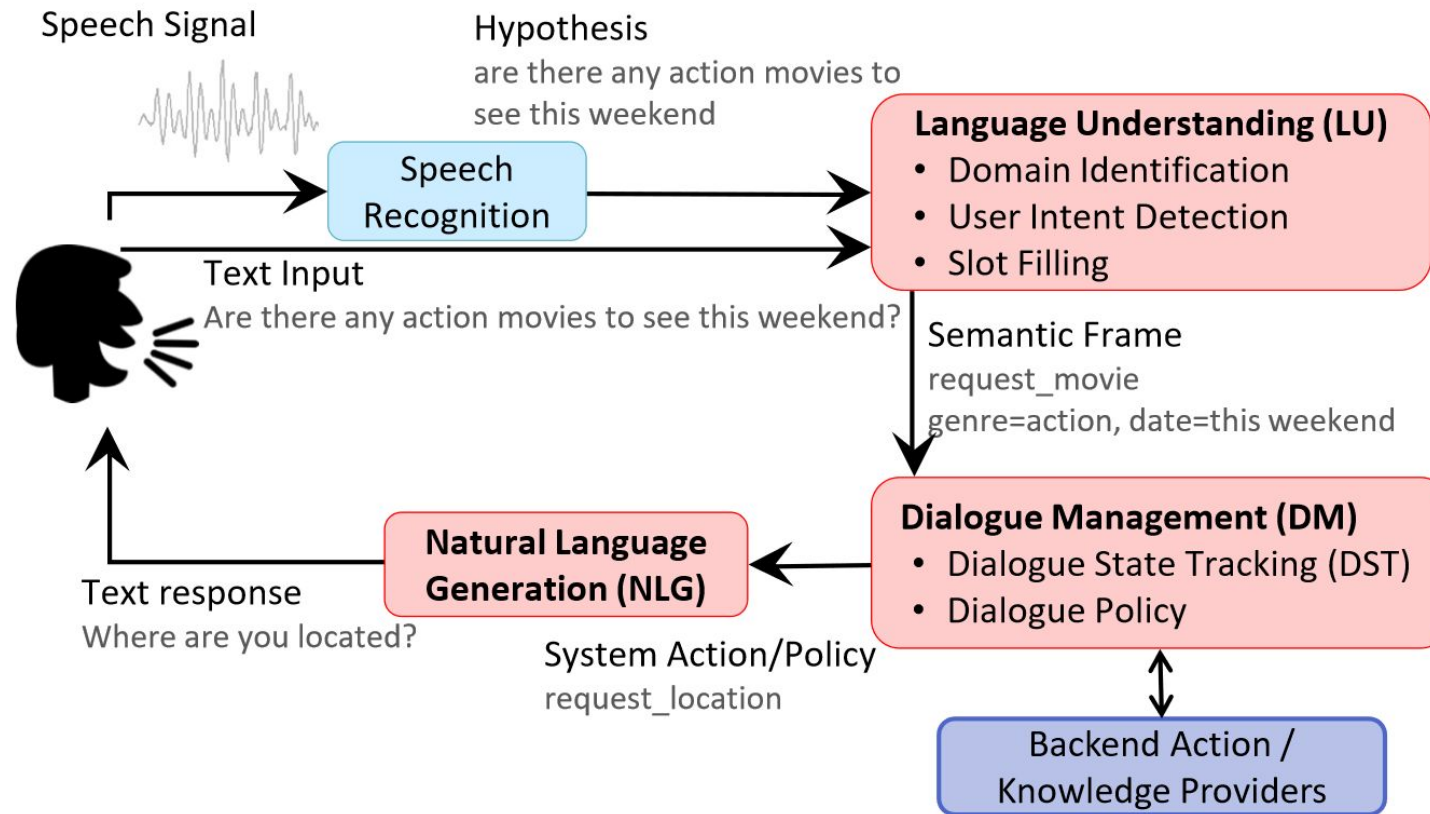 Speech Signal
Hypothesis
are there any action movies to
see this weekend
Speech
Recognition
Language Understanding (LU)
• Domain Identification
• User Intent Detection
• Slot Filling
Text Input
Are there any action movies to see this weekend?
Semantic Frame
request_movie
genre=action, date=this weekend
Dialogue Management (DM)
• Dialogue State Tracking (DST)
• Dialogue Policy
Natural Language
Generation (NLG)
Text response
Where are you located?
System Action/Policy
request_location
Backend Action /
Knowledge Providers